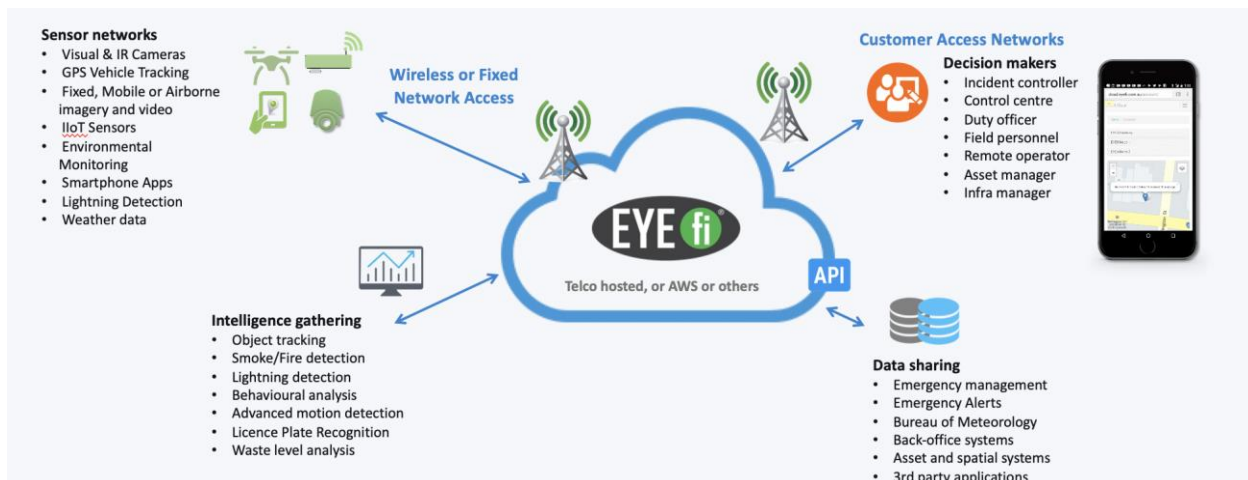 Sensor networks
• Visual & IR Cameras
• GPS Vehicle Tracking
• Fixed, Mobile or Airborne
imagery and video
• IIoT Sensors
• Environmental
Monitoring
• Smartphone Apps
• Lightning Detection
• Weather data
Wireless or Fixed
Network Access
Customer Access Networks
Decision makers
• Incident controller
• Control centre
• Duty officer
• Field personnel
• Remote operator
• Asset manager
• Infra manager
EYE fi®
Telco hosted, or AWS or others
API
Intelligence gathering
• Object tracking
• Smoke/Fire detection
• Lightning detection
• Behavioural analysis
• Advanced motion detection
• Licence Plate Recognition
• Waste level analysis
Data sharing
• Emergency management
• Emergency Alerts
• Bureau of Meteorology
• Back-office systems
• Asset and spatial systems
• 3rd party applications